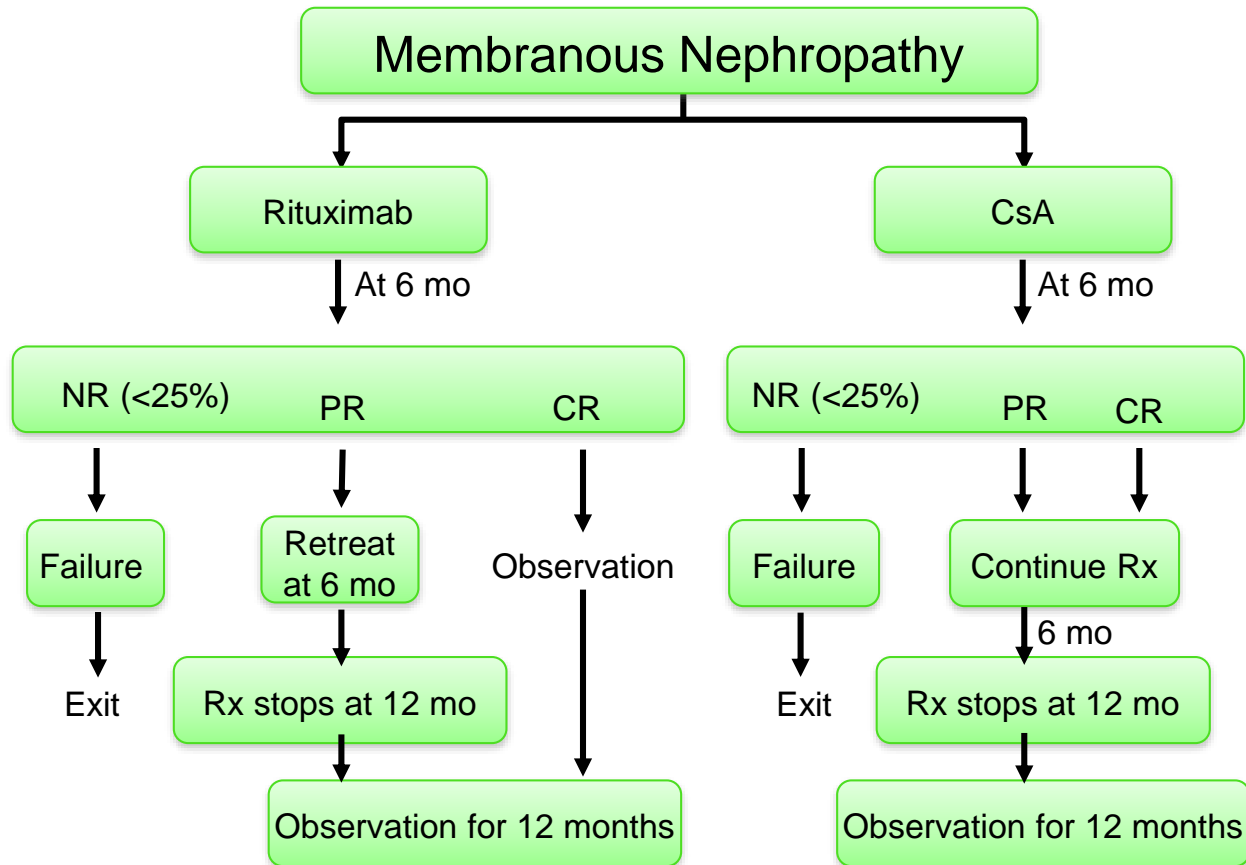 Membranous Nephropathy
Rituximab
CsA
At 6 mo
At 6 mo
NR (<25%)
PR
CR
NR (<25%)
PR
CR
Failure
Retreat
at 6 mo
Observation
Failure
Continue Rx
6 mo
Exit
Rx stops at 12 mo
Exit
Rx stops at 12 mo
Observation for 12 months
Observation for 12 months